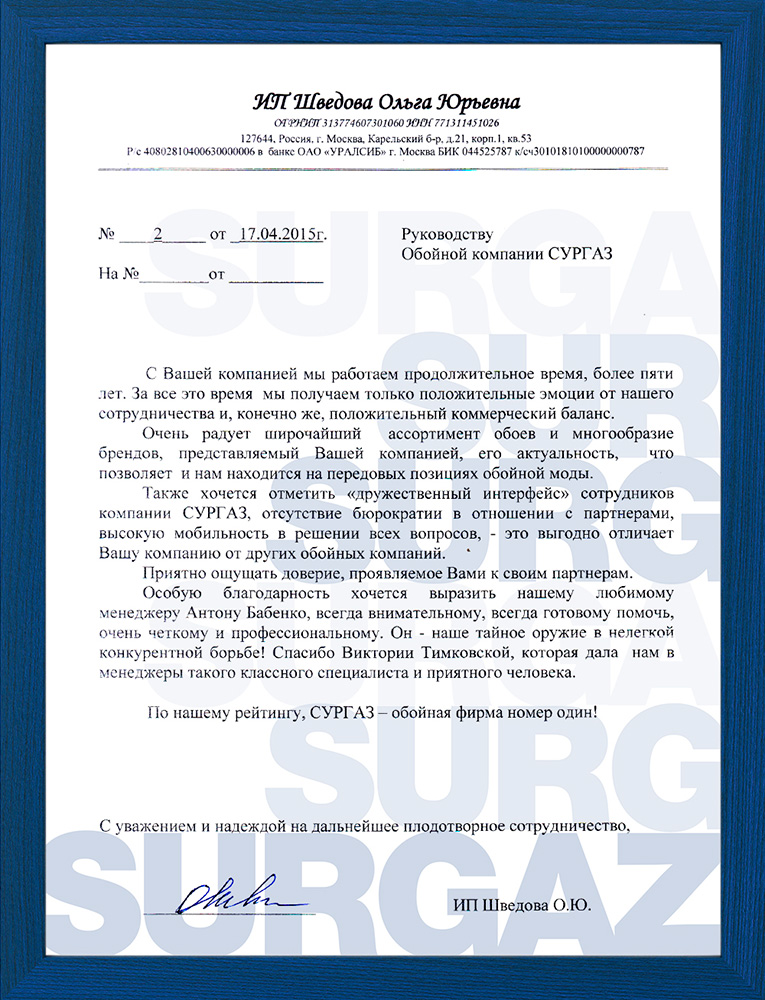 ИП Шведова Ольга Юрьевна
ОГРНИП 313774607301060 ИНН 771311451026
127644, Россия, г. Москва, Карельский б-р, д.21, корп.1, кв.53
Р/с 40802810400630000006 в банке ОАО «УРАЛСИБ» г. Москва БИК 044525787 к/сч30101810100000000787
№ 2 от 17.04.2015г.
На №________от ____________
Руководству
Обойной компании СУРГАЗ
С Вашей компанией мы работаем продолжительное время, более пяти
лет. За все это время мы получаем только положительные эмоции от нашего
сотрудничества и, конечно же, положительный коммерческий баланс.
Очень радует широчайший ассортимент обоев и многообразие
брендов, представляемый Вашей компанией, его актуальность, что
позволяет и нам находится на передовых позициях обойной моды.
Также хочется отметить «дружественный интерфейс» сотрудников
компании СУРГАЗ, отсутствие бюрократии в отношении с партнерами,
высокую мобильность в решении всех вопросов, - это выгодно отличает
Вашу компанию от других обойных компаний.
Приятно ощущать доверие, проявляемое Вами к своим партнерам.
Особую благодарность хочется выразить нашему любимому
менеджеру Антону Бабенко, всегда внимательному, всегда готовому помочь,
очень четкому и профессиональному. Он - наше тайное оружие в нелегкой
конкурентной борьбе! Спасибо Виктории Тимковской, которая дала нам в
менеджеры такого классного специалиста и приятного человека.
По нашему рейтингу, СУРГАЗ – обойная фирма номер один!
С уважением и надеждой на дальнейшее плодотворное сотрудничество,
ИП Шведова О.Ю.
SURGA
SUR
SURG
SURGA
SURG
SURGAZ